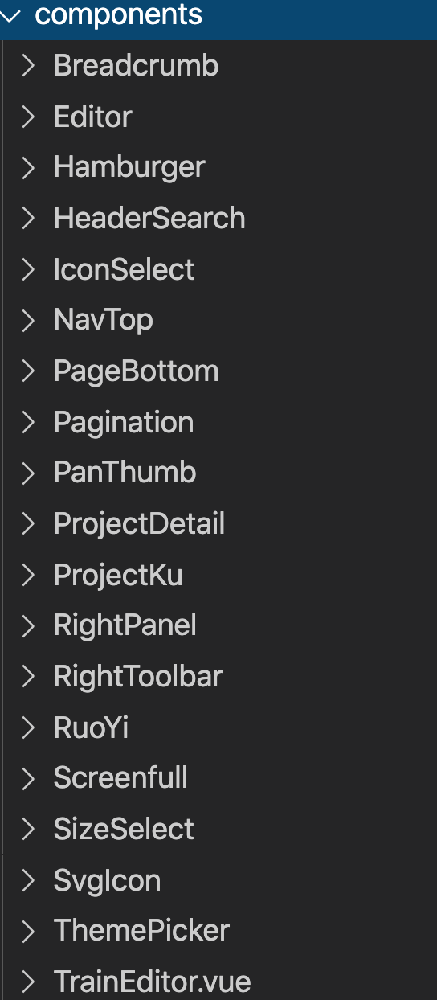 components
Breadcrumb
Editor
Hamburger
HeaderSearch
IconSelect
NavTop
PageBottom
Pagination
PanThumb
ProjectDetail
ProjectKu
RightPanel
RightToolbar
RuoYi
Screenfull
SizeSelect
SvgIcon
ThemePicker
TrainEditor.vue